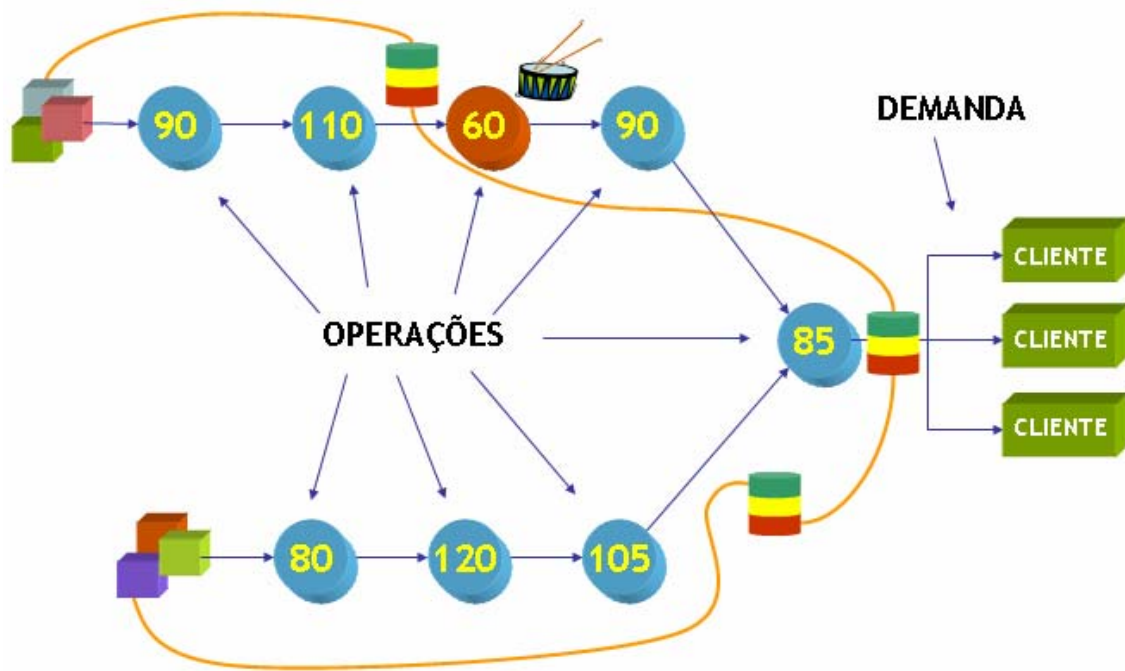 90
110
60
90
DEMANDA
CLIENTE
OPERAÇÕES
85
CLIENTE
CLIENTE
80
120
105